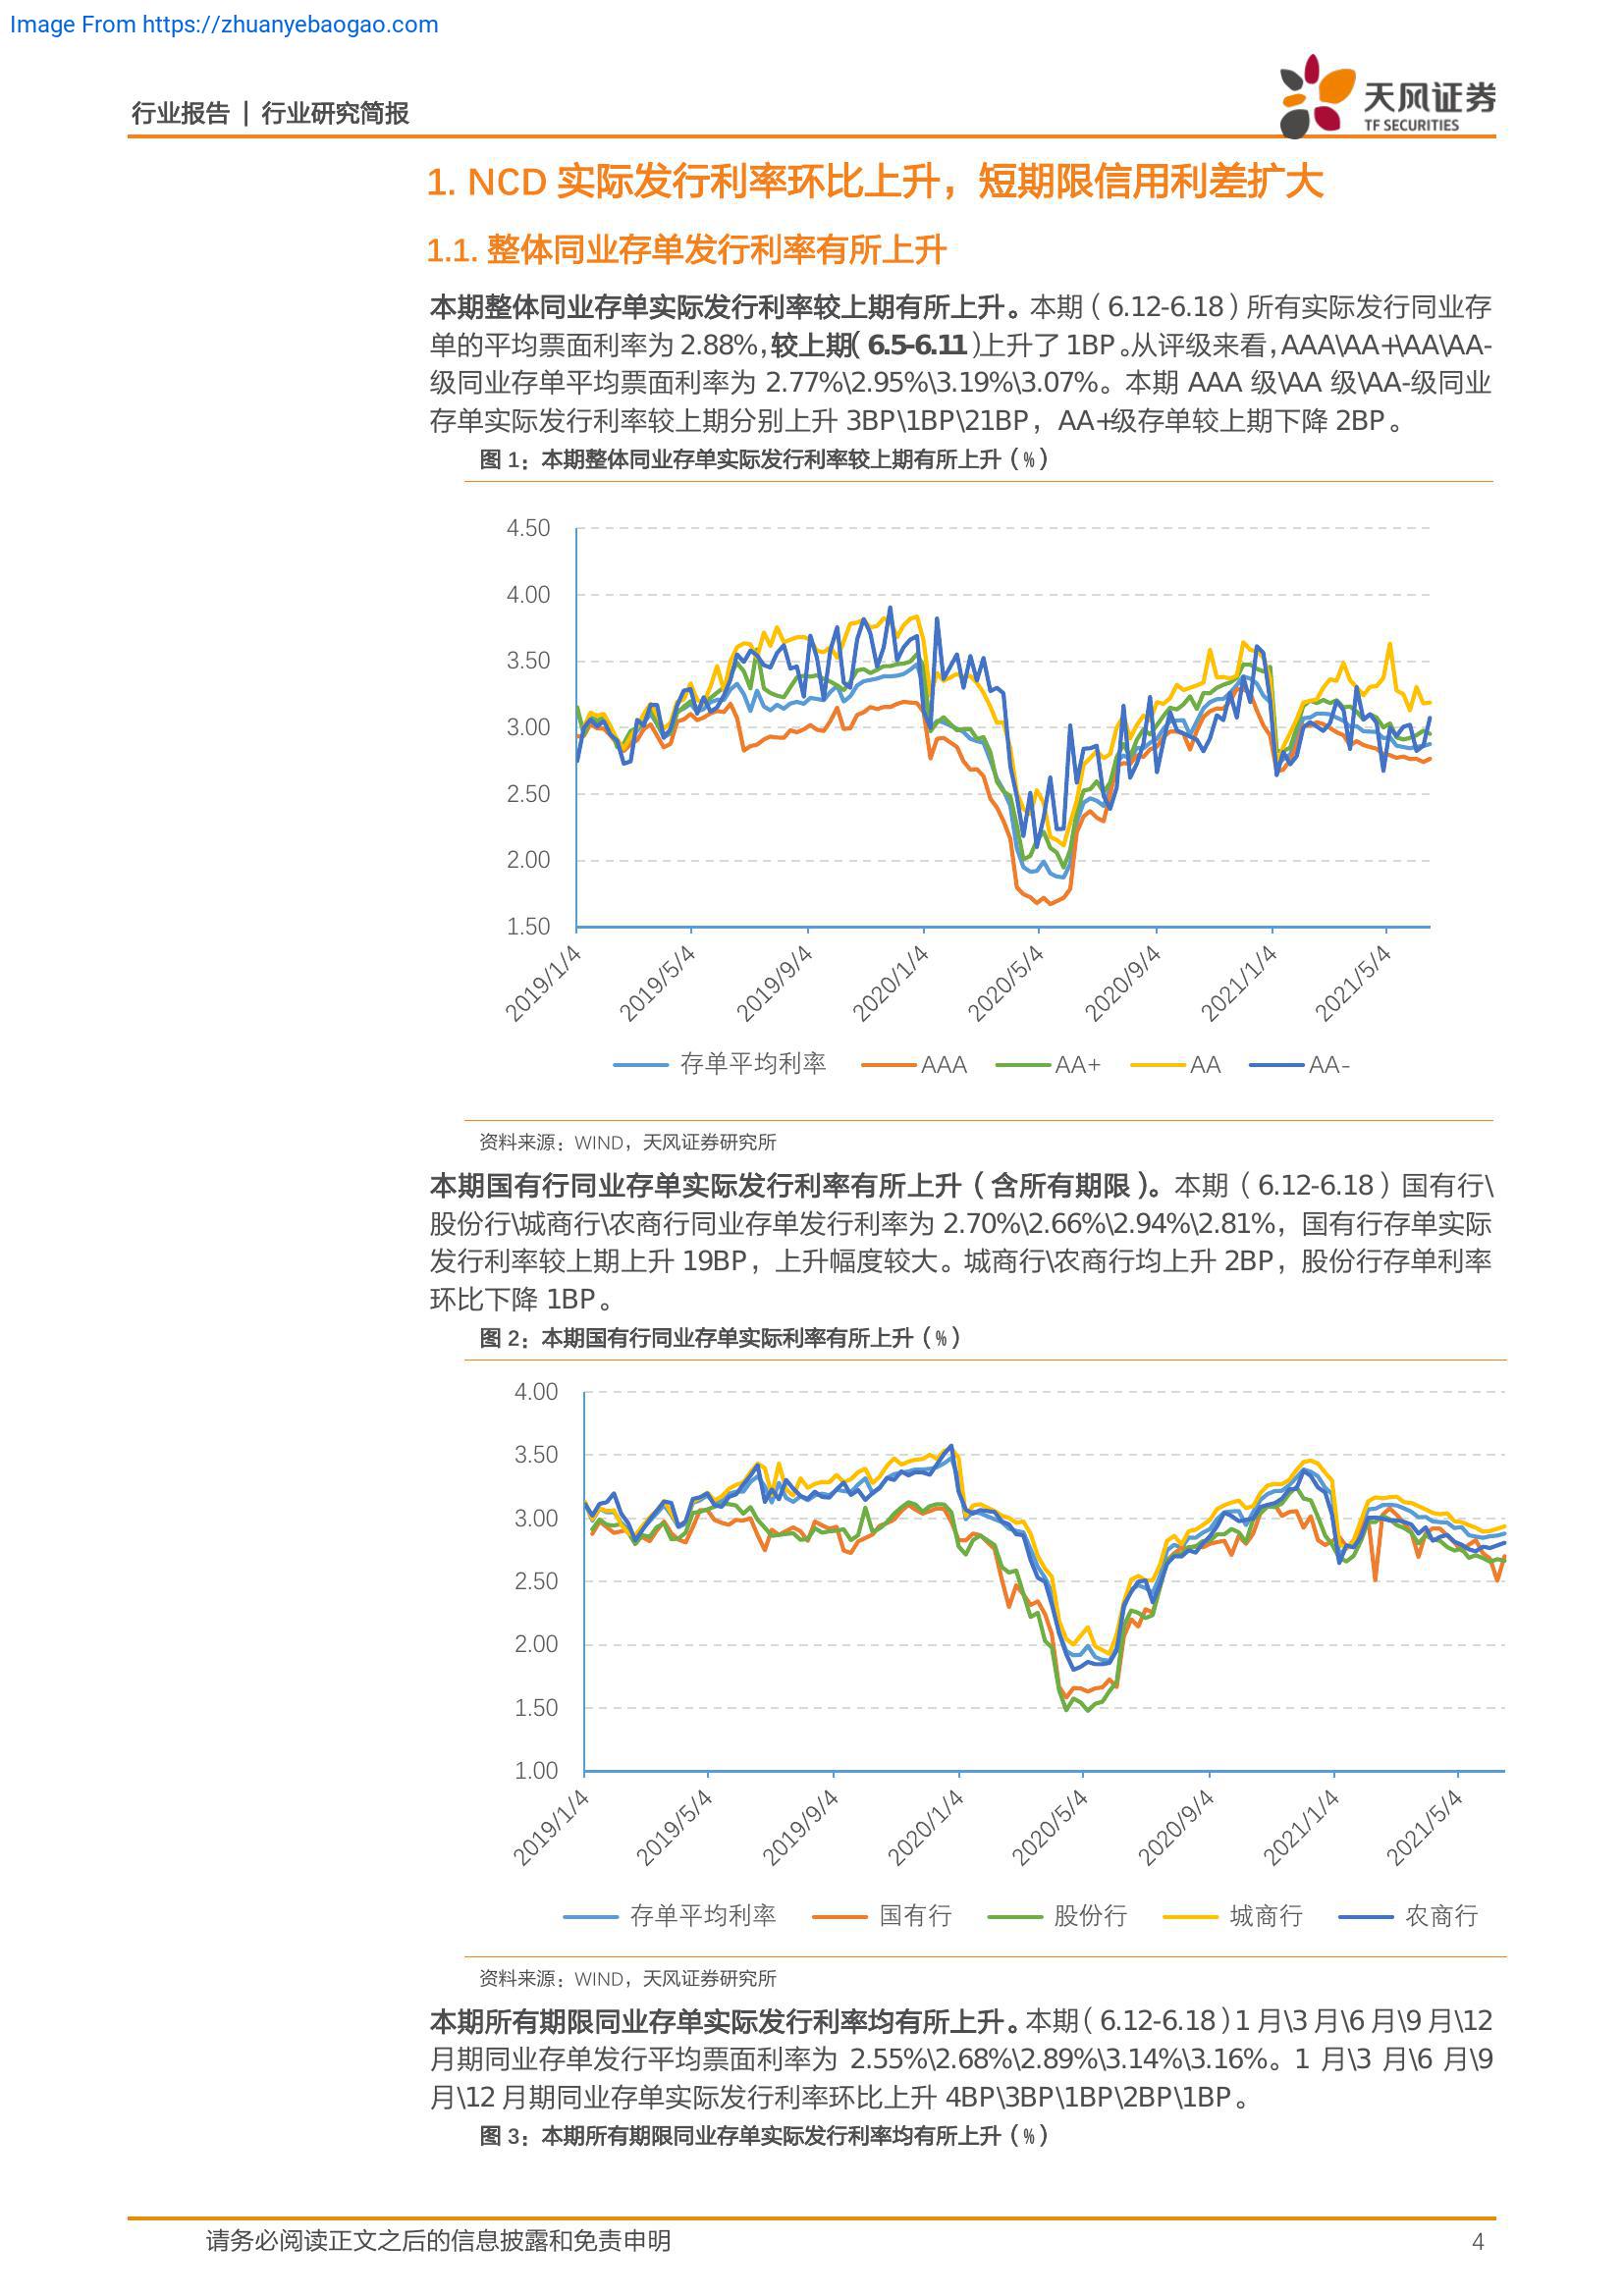 Image From https://zhuanyebaogao.com
行业报告 | 行业研究简报
天风证券
TF SECURITIES
1. NCD 实际发行利率环比上升，短期限信用利差扩大
1.1. 整体同业存单发行利率有所上升
本期整体同业存单实际发行利率较上期有所上升。本期（6.12-6.18）所有实际发行同业存
单的平均票面利率为 2.88%，较上期（6.5-6.11）上升了 1BP。从评级来看，AAA\AA+\AA\AA-
级同业存单平均票面利率为 2.77%\2.95%\3.19%\3.07%。本期 AAA 级\AA 级\AA-级同业
存单实际发行利率较上期分别上升 3BP\1BP\21BP，AA+级存单较上期下降 2BP。
图 1：本期整体同业存单实际发行利率较上期有所上升（%）
4.50
4.00
3.50
3.00
2.50
2.00
1.50
2019/1/4
2019/5/4
2019/9/4
2020/1/4
2020/5/4
2020/9/4
2021/1/4
2021/5/4
存单平均利率 AAA AA+ AA AA-
资料来源：WIND，天风证券研究所
本期国有行同业存单实际发行利率有所上升（含所有期限）。本期（6.12-6.18）国有行\
股份行\城商行\农商行同业存单发行利率为 2.70%\2.66%\2.94%\2.81%，国有行存单实际
发行利率较上期上升 19BP，上升幅度较大。城商行\农商行均上升 2BP，股份行存单利率
环比下降 1BP。
图 2：本期国有行同业存单实际利率有所上升（%）
4.00
3.50
3.00
2.50
2.00
1.50
1.00
2019/1/4
2019/5/4
2019/9/4
2020/1/4
2020/5/4
2020/9/4
2021/1/4
2021/5/4
存单平均利率 国有行 股份行 城商行 农商行
资料来源：WIND，天风证券研究所
本期所有期限同业存单实际发行利率均有所上升。本期（6.12-6.18）1 月\3 月\6 月\9 月\12
月期同业存单发行平均票面利率为 2.55%\2.68%\2.89%\3.14%\3.16%。1 月\3 月\6 月\9
月\12 月期同业存单实际发行利率环比上升 4BP\3BP\1BP\2BP\1BP。
图 3：本期所有期限同业存单实际发行利率均有所上升（%）
请务必阅读正文之后的信息披露和免责申明
4